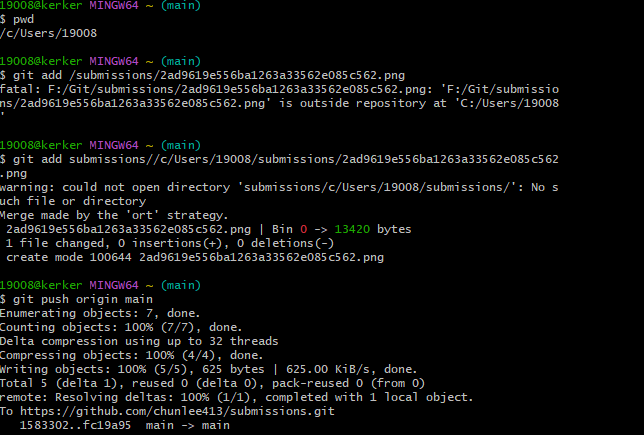 19008@kerker MINGW64 ~ (main)
$ pwd
/c/Users/19008
19008@kerker MINGW64 ~ (main)
$ git add /submissions/2ad9619e556ba1263a33562e085c562.png
fatal: F:/Git/submissions/2ad9619e556ba1263a33562e085c562.png: 'F:/Git/submissio
ns/2ad9619e556ba1263a33562e085c562.png' is outside repository at 'C:/Users/19008
'
19008@kerker MINGW64 ~ (main)
$ git add submissions//c/Users/19008/submissions/2ad9619e556ba1263a33562e085c562
.png
warning: could not open directory 'submissions/c/Users/19008/submissions/': No s
uch file or directory
Merge made by the 'ort' strategy.
2ad9619e556ba1263a33562e085c562.png | Bin 0 -> 13420 bytes
1 file changed, 0 insertions(+), 0 deletions(-)
create mode 100644 2ad9619e556ba1263a33562e085c562.png
19008@kerker MINGW64 ~ (main)
$ git push origin main
Enumerating objects: 7, done.
Counting objects: 100% (7/7), done.
Delta compression using up to 32 threads
Compressing objects: 100% (4/4), done.
Writing objects: 100% (5/5), 625 bytes | 625.00 KiB/s, done.
Total 5 (delta 1), reused 0 (delta 0), pack-reused 0 (from 0)
remote: Resolving deltas: 100% (1/1), completed with 1 local object.
To https://github.com/chunlee413/submissions.git
1583302..fc19a95 main -> main